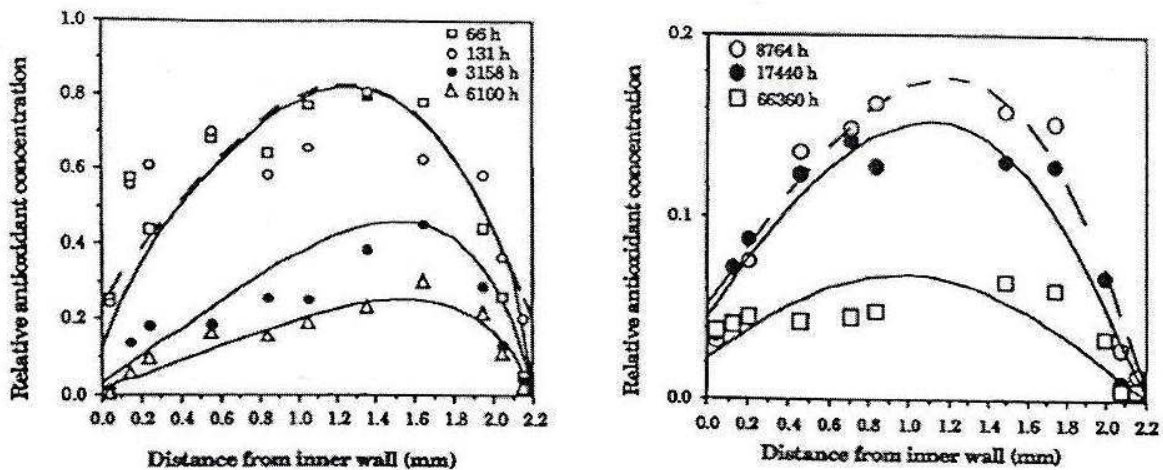 1.0
0.8
0.6
0.4
0.2
0.0
Relative antioxidant concentration
66 h
131 h
3158 h
6100 h
0.0 0.2 0.4 0.6 0.8 1.0 1.2 1.4 1.6 1.8 2.0 2.2
Distance from inner wall (mm)
0.2
0.1
0.0
Relative antioxidant concentration
8764 h
17440 h
66360 h
0.0 0.2 0.4 0.6 0.8 1.0 1.2 1.4 1.6 1.8 2.0 2.2
Distance from inner wall (mm)